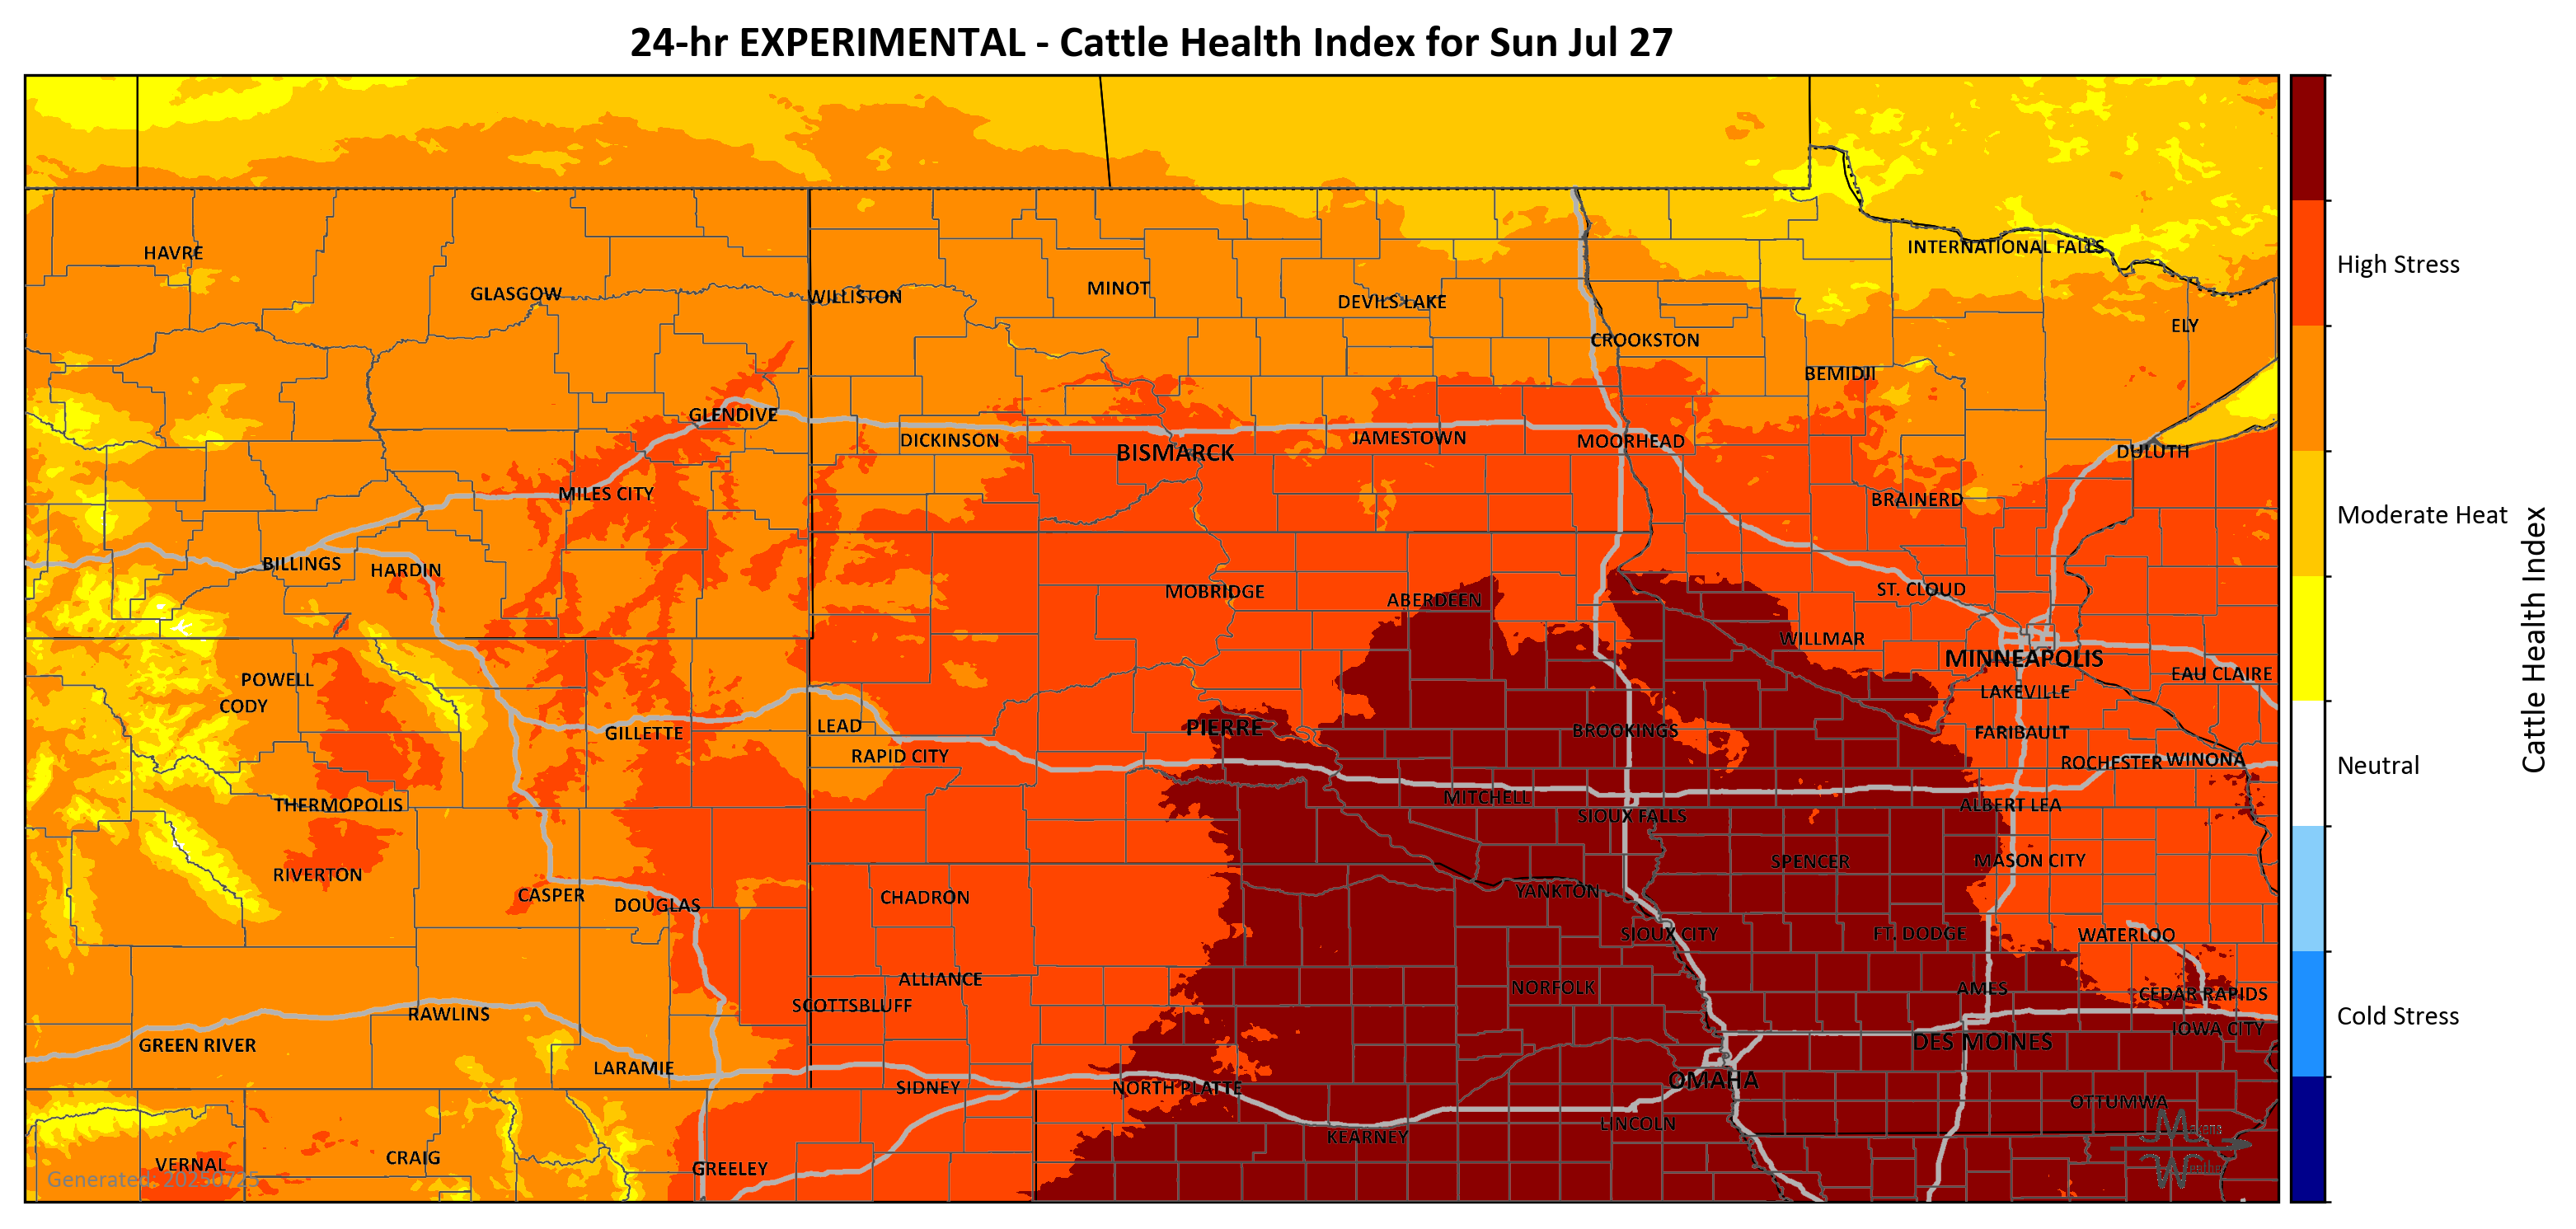 24-hr EXPERIMENTAL - Cattle Health Index for Sun Jul 27
HAVRE
INTERNATIONAL FALLS
GLASGOW
WILLISTON
MINOT
DEVILS LAKE
High Stress
ELY
CROOKSTON
BEMIDJI
GLENDIVE
DICKINSON
BISMARCK
JAMESTOWN
MOORHEAD
DULUTH
MILES CITY
BRAINERD
Moderate Heat
BILLINGS
HARDIN
MOBRIDGE
ABERDEEN
ST. CLOUD
WILLMAR
MINNEAPOLIS
EAU CLAIRE
POWELL
CODY
LAKEVILLE
GILLETTE
LEAD
PIERRE
BROOKINGS
FARIBAULT
Cattle Health Index
RAPID CITY
ROCHESTER
WINONA
Neutral
THERMOPOLIS
MITCHELL
SIOUX FALLS
ALBERT LEA
RIVERTON
SPENCER
MASON CITY
CASPER
DOUGLAS
CHADRON
YANKTON
SIOUX CITY
FT. DODGE
WATERLOO
ALLIANCE
NORFOLK
AMES
CEDAR RAPIDS
SCOTTSBLUFF
RAWLINS
IOWA CITY
Cold Stress
GREEN RIVER
DES MOINES
LARAMIE
SIDNEY
NORTH PLATTE
OMAHA
OTTUMWA
LINCOLN
KEARNEY
VERNAL
CRAIG
GREELEY
Generated: 20250725